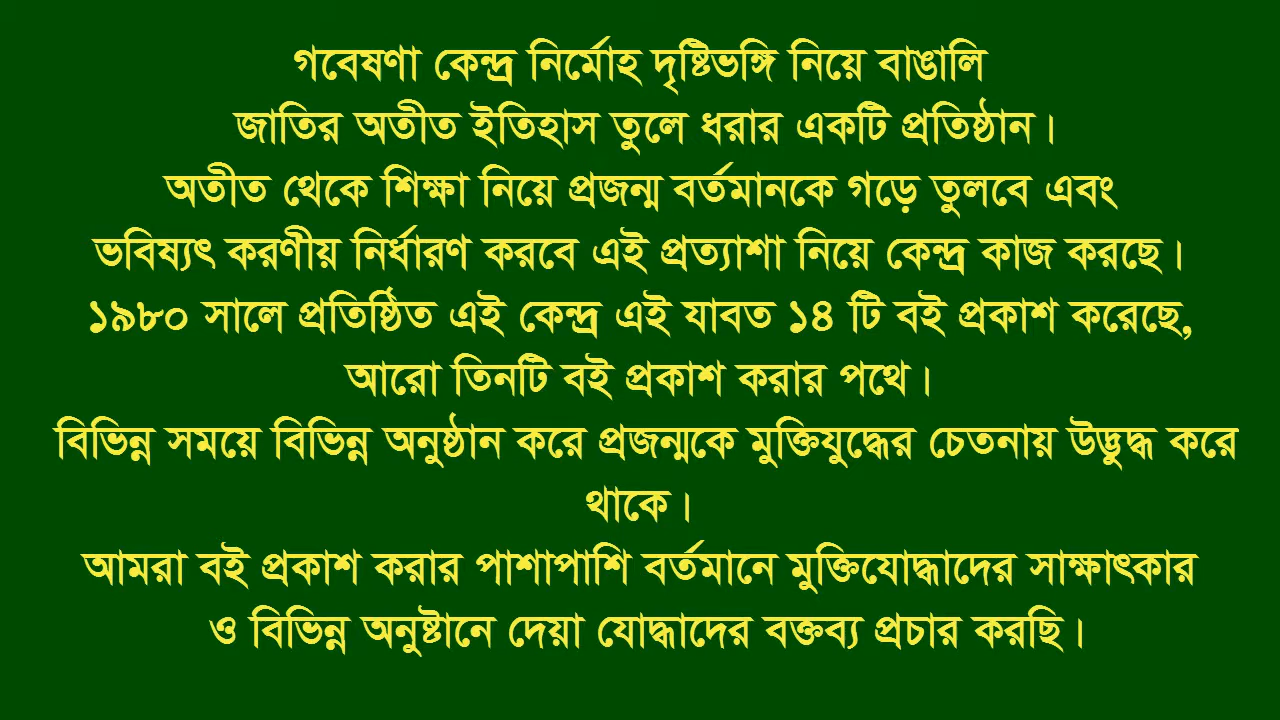 গবেষণা কেন্দ্র নির্মোহ দৃষ্টিভঙ্গি নিয়ে বাঙালি
জাতির অতীত ইতিহাস তুলে ধরার একটি প্রতিষ্ঠান।
অতীত থেকে শিক্ষা নিয়ে প্রজন্ম বর্তমানকে গড়ে তুলবে এবং
ভবিষ্যৎ করণীয় নির্ধারণ করবে এই প্রত্যাশা নিয়ে কেন্দ্র কাজ করছে।
১৯৮০ সালে প্রতিষ্ঠিত এই কেন্দ্র এই যাবত ১৪ টি বই প্রকাশ করেছে,
আরো তিনটি বই প্রকাশ করার পথে।
বিভিন্ন সময়ে বিভিন্ন অনুষ্ঠান করে প্রজন্মকে মুক্তিযুদ্ধের চেতনায় উদ্ভুদ্ধ করে
থাকে।
আমরা বই প্রকাশ করার পাশাপাশি বর্তমানে মুক্তিযোদ্ধাদের সাক্ষাৎকার
ও বিভিন্ন অনুষ্টানে দেয়া যোদ্ধাদের বক্তব্য প্রচার করছি।